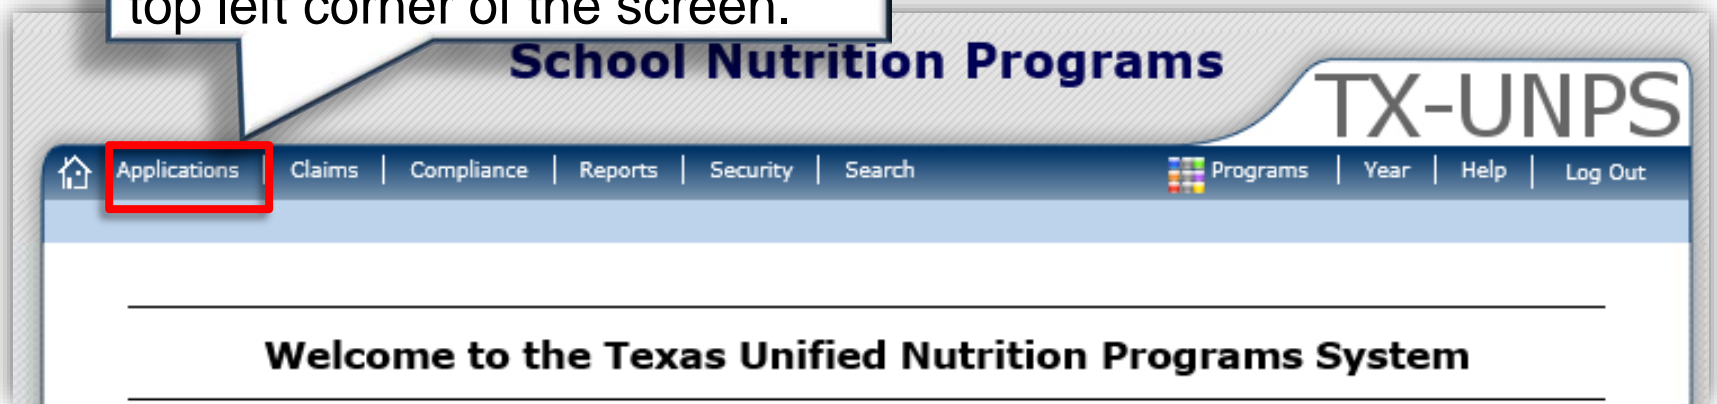 top left corner of the screen.
School Nutrition Programs
TX-UNPS
Applications | Claims | Compliance | Reports | Security | Search Programs | Year | Help | Log Out
Welcome to the Texas Unified Nutrition Programs System